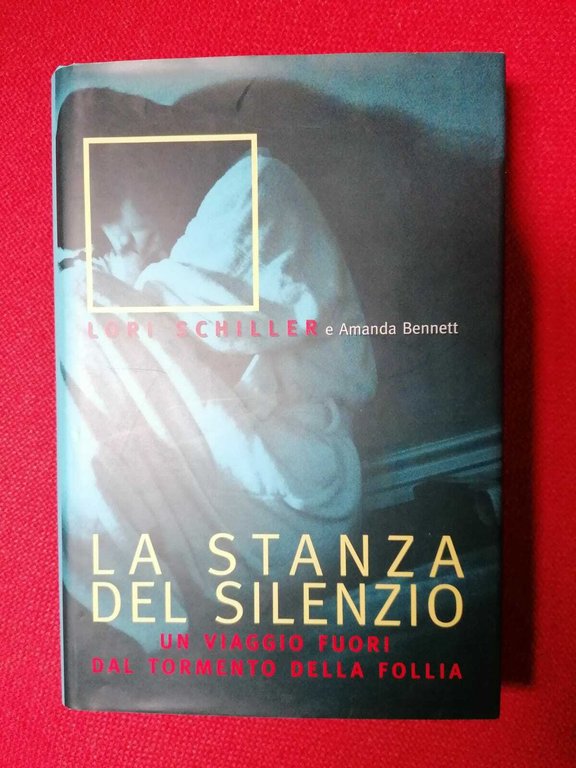 LORI SCHILLER e Amanda Bennett
LA STANZA
DEL SILENZIO
UN VIAGGIO FUORI
DAL TORMENTO DELLA FOLLIA